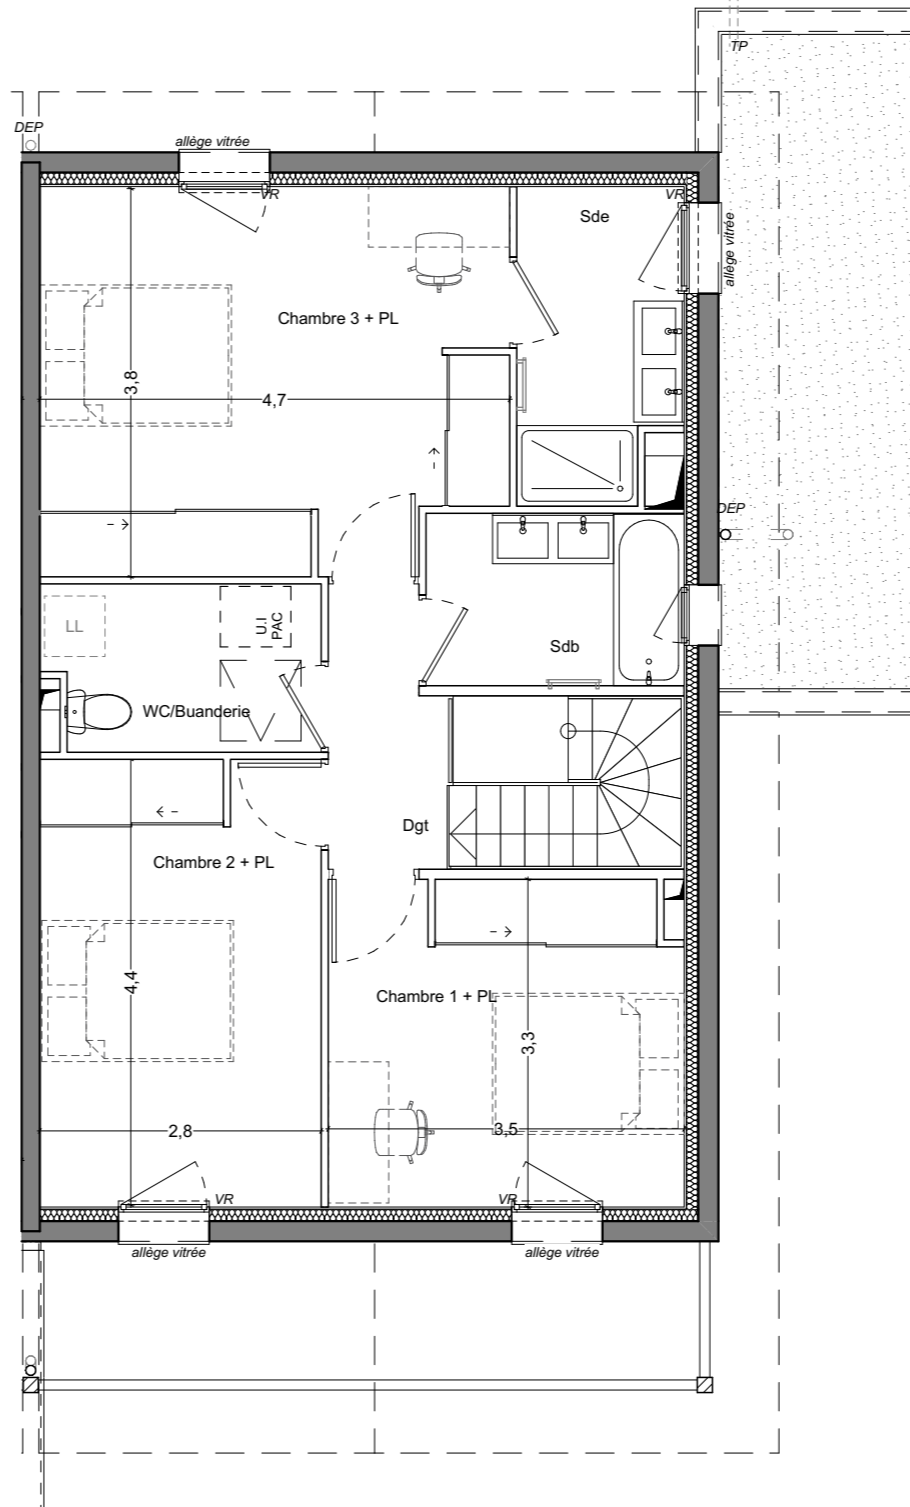 TP
DEP
allège vitrée
VR
Sde
VR
allège vitrée
Chambre 3 + PL
3,8
4,7
DEP
LL
U.I
PAC
Sdb
WC/Buanderie
Dgt
Chambre 2 + PL
4,4
Chambre 1 + PL
3,3
2,8
3,5
VR
VR
allège vitrée
allège vitrée